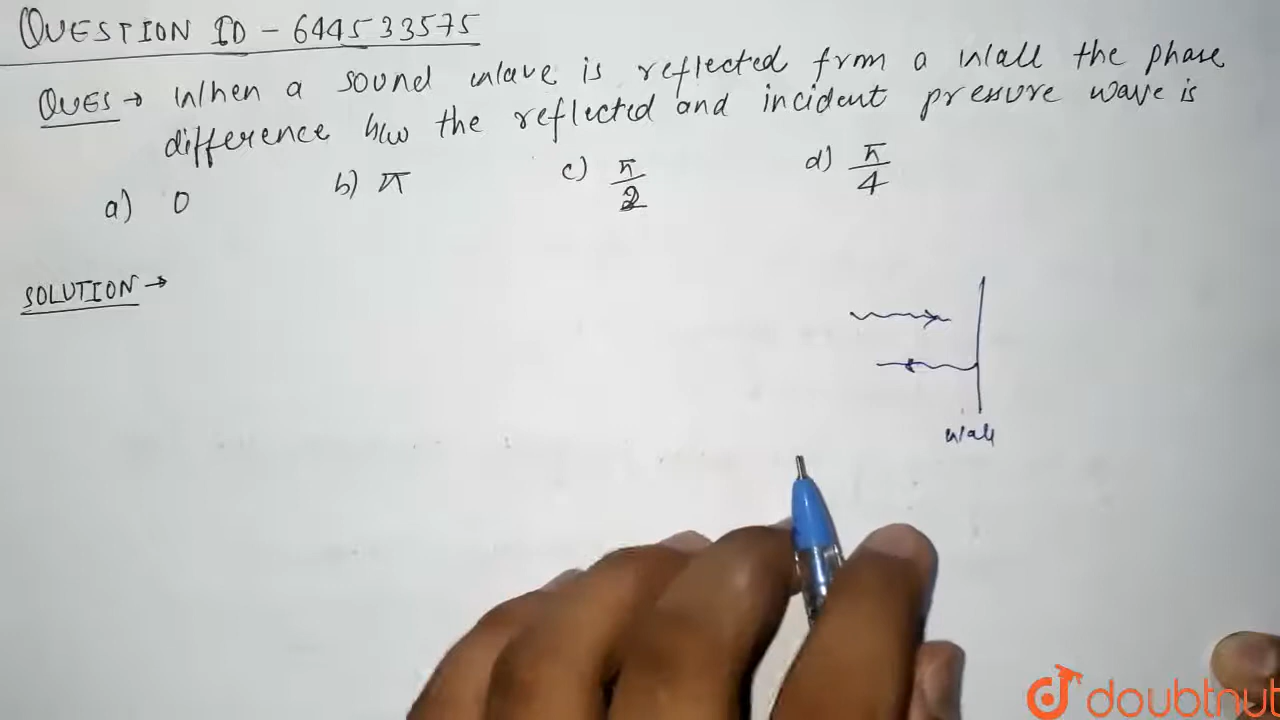 QUESTION ID - 644533575
QUES → When a sound wave is reflected from a wall the phase
difference b/w the reflected and incident pressure wave is
a) 0 b) π c) π/2 d) π/4
SOLUTION →
wall
doubtnut